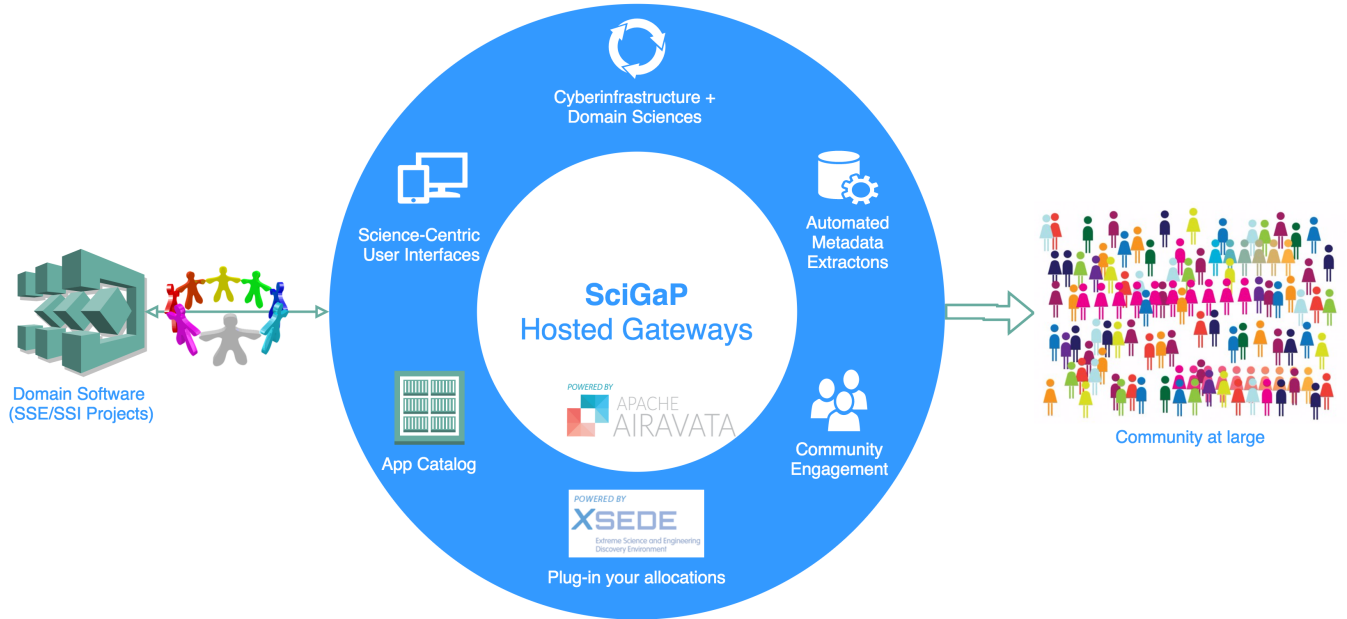 Cyberinfrastructure +
Domain Sciences
Science-Centric
User Interfaces
Automated
Metadata
Extractons
SciGaP
Hosted Gateways
Domain Software
(SSE/SSI Projects)
POWERED BY
APACHE
AIRAVATA
App Catalog
Community
Engagement
Community at large
POWERED BY
XSEDE
Extreme Science and Engineering
Discovery Environment
Plug-in your allocations